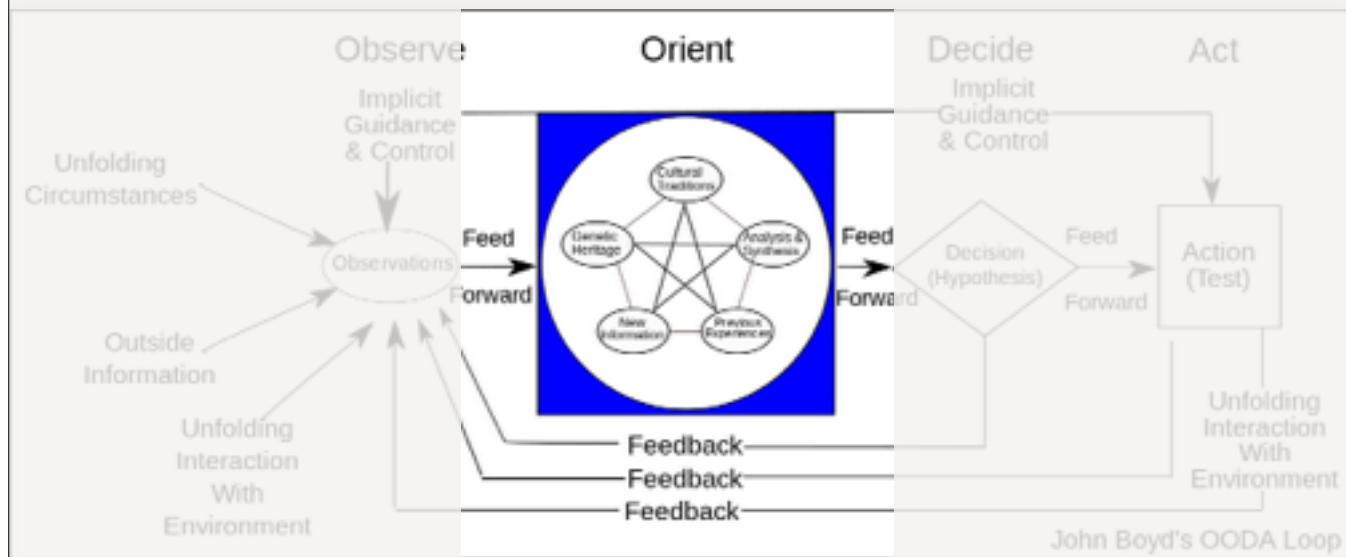 Observe
Orient
Decide
Act
Implicit
Guidance
& Control
Implicit
Guidance
& Control
Unfolding
Circumstances
Observations
Outside
Information
Unfolding
Interaction
With
Environment
Feed
Forward
Cultural
Traditions
Genetic
Heritage
Analysis &
Synthesis
New
Information
Previous
Experiences
Feed
Forward
Decision
(Hypothesis)
Feed
Forward
Action
(Test)
Unfolding
Interaction
With
Environment
Feedback
Feedback
Feedback
John Boyd's OODA Loop